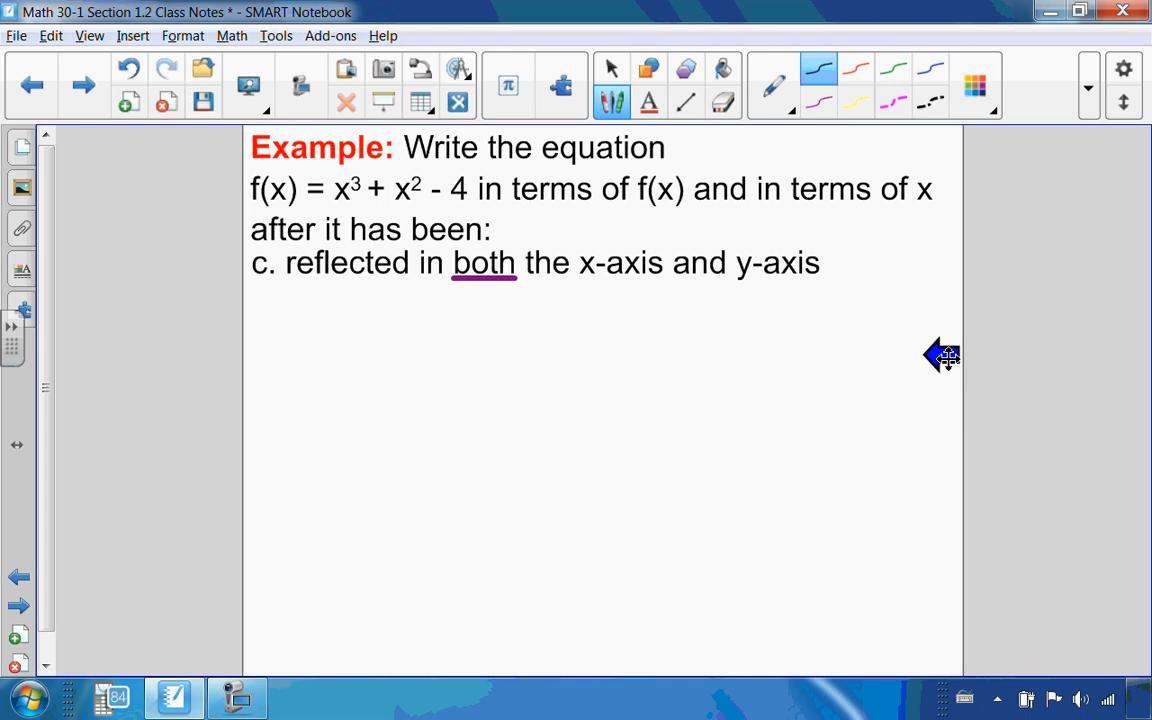 Math 30-1 Section 1.2 Class Notes * - SMART Notebook
File Edit View Insert Format Math Tools Add-ons Help
π
A
Example: Write the equation
f(x) = x³ + x² - 4 in terms of f(x) and in terms of x
after it has been:
c. reflected in both the x-axis and y-axis
84